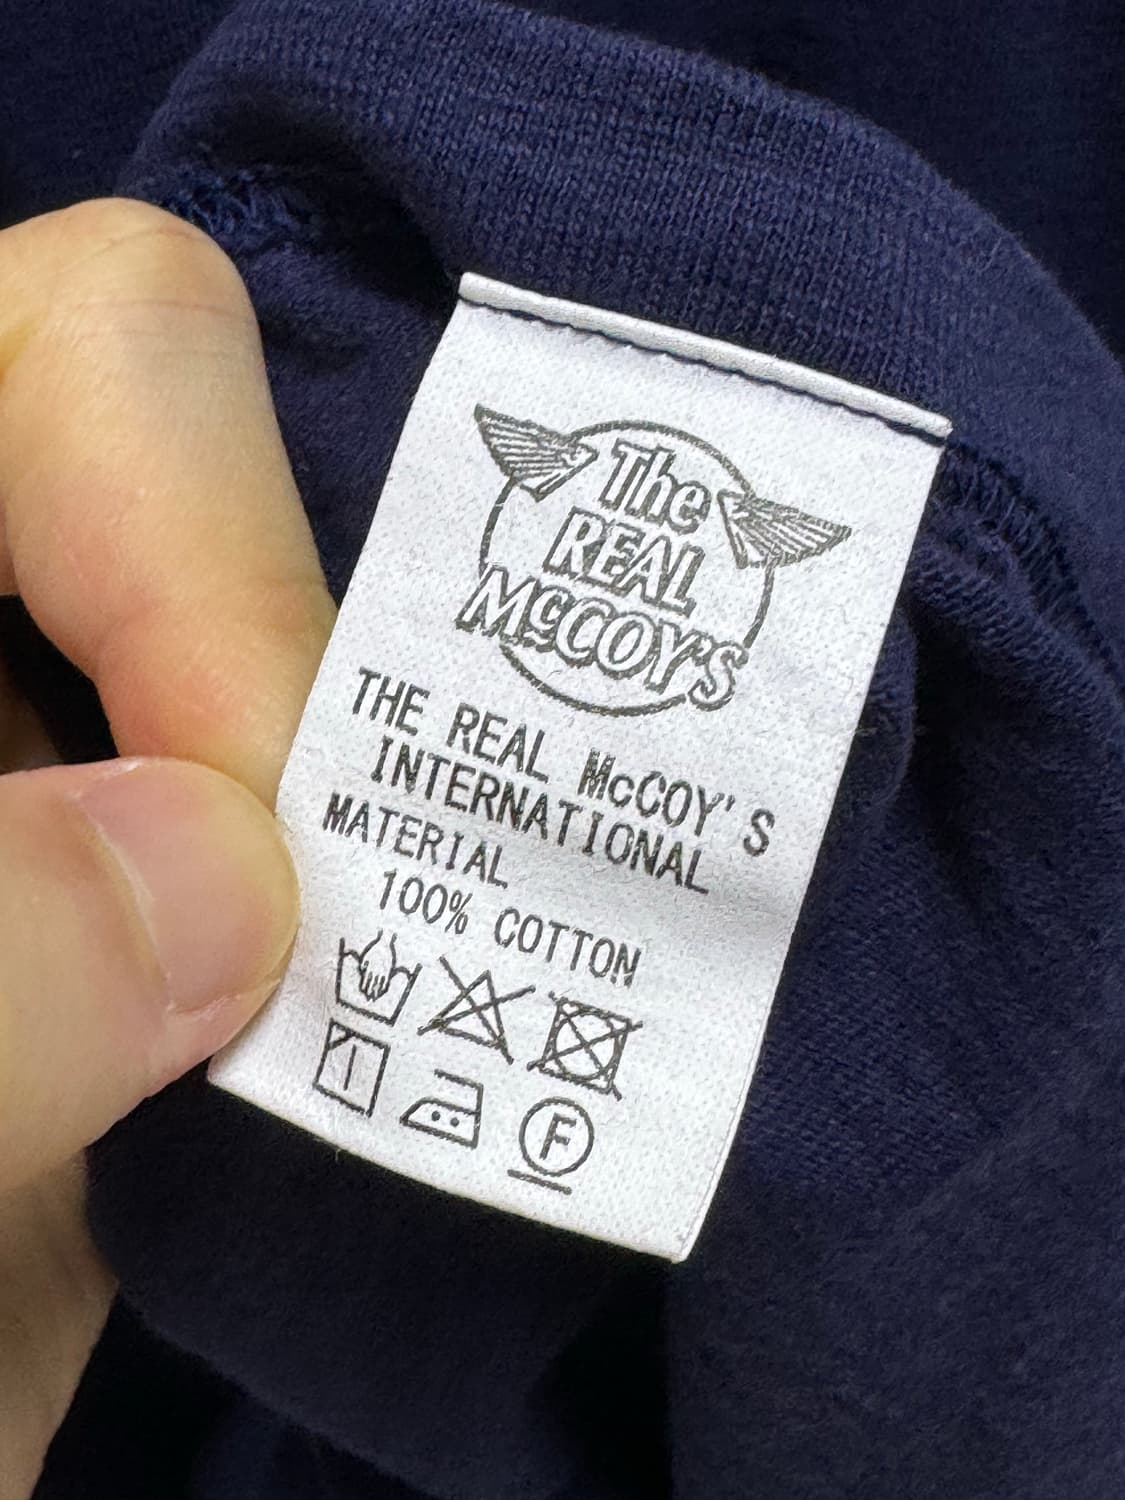 The
REAL
McCOY'S
THE REAL McCOY'S
INTERNATIONAL
MATERIAL
100% COTTON
F